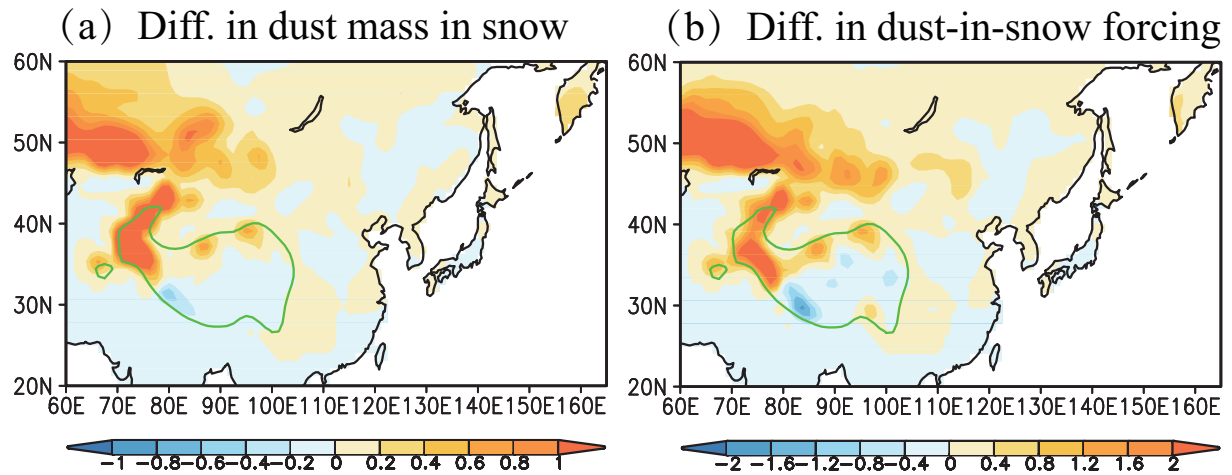 (a) Diff. in dust mass in snow
(b) Diff. in dust-in-snow forcing
60N
50N
40N
30N
20N
60E 70E 80E 90E 100E 110E 120E 130E 140E 150E 160E
-1 -0.8 -0.6 -0.4 -0.2 0 0.2 0.4 0.6 0.8 1
60N
50N
40N
30N
20N
60E 70E 80E 90E 100E 110E 120E 130E 140E 150E 160E
-2 -1.6 -1.2 -0.8 -0.4 0 0.4 0.8 1.2 1.6 2